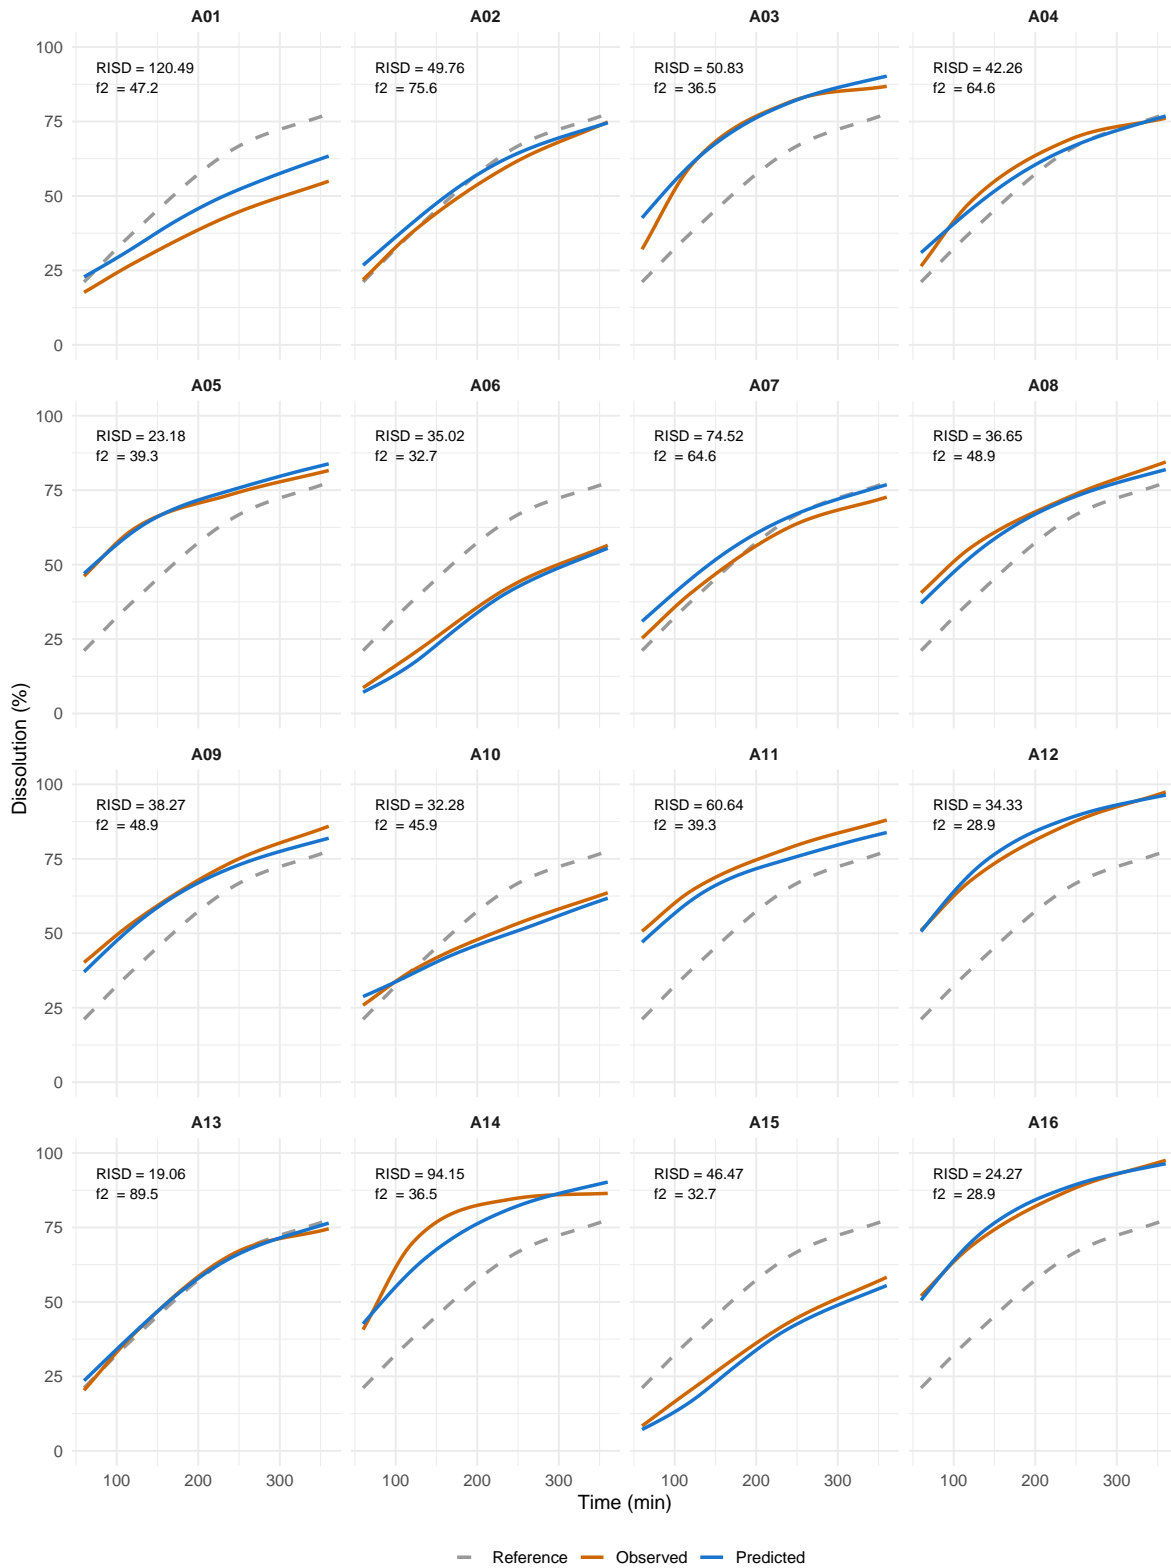 A01 A02 A03 A04
RISD = 120.49
f2 = 47.2
RISD = 49.76
f2 = 75.6
RISD = 50.83
f2 = 36.5
RISD = 42.26
f2 = 64.6
100
75
50
25
0
A05 A06 A07 A08
RISD = 23.18
f2 = 39.3
RISD = 35.02
f2 = 32.7
RISD = 74.52
f2 = 64.6
RISD = 36.65
f2 = 48.9
100
75
50
25
0
Dissolution (%)
A09 A10 A11 A12
RISD = 38.27
f2 = 48.9
RISD = 32.28
f2 = 45.9
RISD = 60.64
f2 = 39.3
RISD = 34.33
f2 = 28.9
100
75
50
25
0
A13 A14 A15 A16
RISD = 19.06
f2 = 89.5
RISD = 94.15
f2 = 36.5
RISD = 46.47
f2 = 32.7
RISD = 24.27
f2 = 28.9
100
75
50
25
0
100 200 300 100 200 300 100 200 300 100 200 300
Time (min)
Reference Observed Predicted